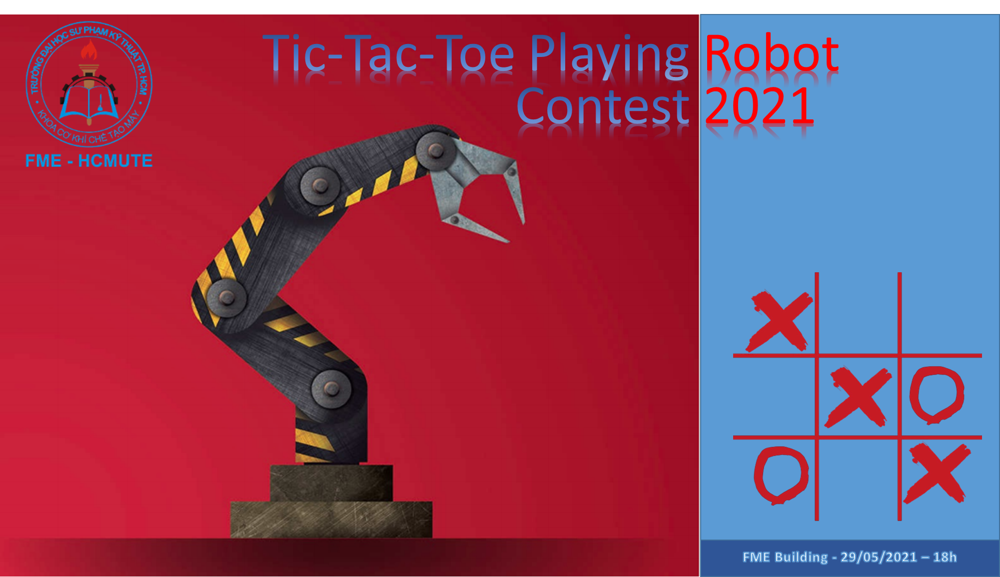 TRƯỜNG ĐẠI HỌC SƯ PHẠM KỸ THUẬT TP. HCM
KHOA CƠ KHÍ CHẾ TẠO MÁY
FME - HCMUTE
Tic-Tac-Toe Playing Robot
Contest 2021
FME Building - 29/05/2021 – 18h